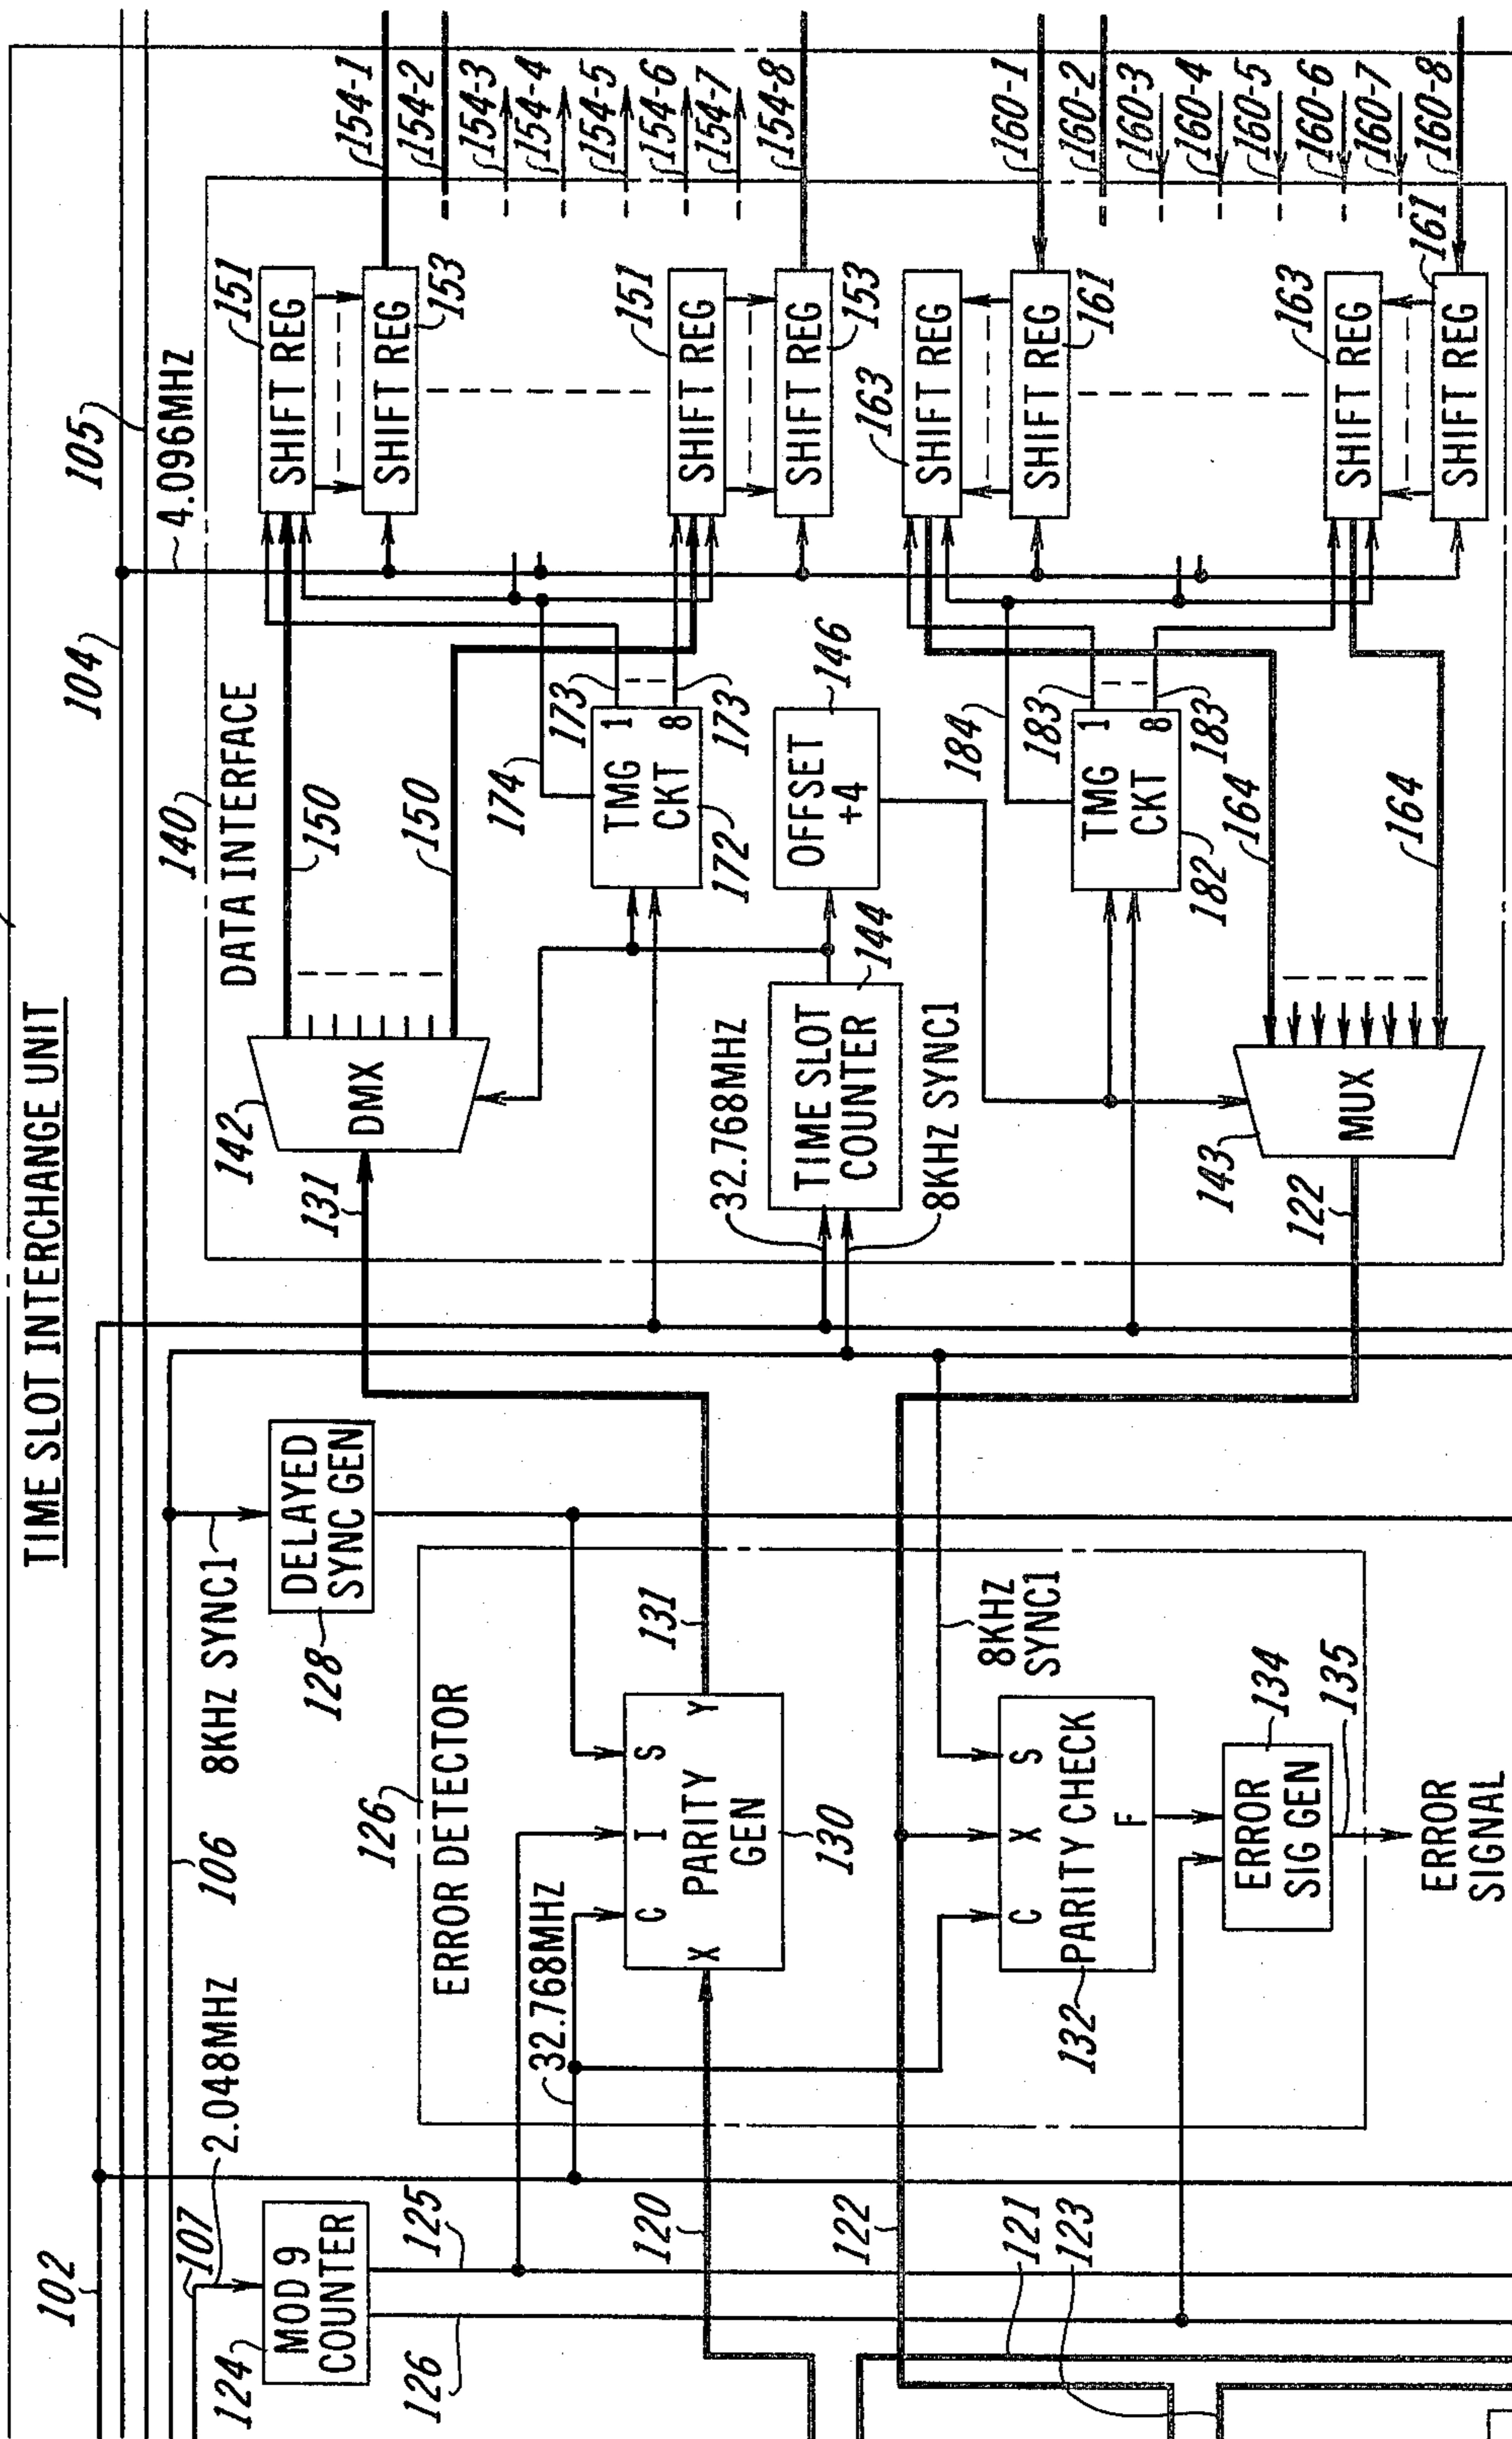 TIME SLOT INTERCHANGE UNIT
102
107
2.048MHZ
106
8KHZ SYNC1
104
105
4.096MHZ
124
MOD 9
COUNTER
125
126
128
DELAYED
SYNC GEN
126
ERROR DETECTOR
32.768MHZ
120
X
C
I
S
Y
PARITY
GEN
130
131
122
121
123
C
X
S
PARITY CHECK
F
132
8KHZ
SYNC1
ERROR
SIG GEN
134
135
ERROR
SIGNAL
140
DATA INTERFACE
131
142
DMX
150
150
174
TMG
CKT
1
8
172
173
173
32.768MHZ
TIME SLOT
COUNTER
144
8KHZ SYNC1
OFFSET
+4
146
184
TMG
CKT
1
8
182
183
183
164
164
143
MUX
122
151
SHIFT REG
SHIFT REG
153
151
SHIFT REG
SHIFT REG
153
163
SHIFT REG
SHIFT REG
161
163
SHIFT REG
SHIFT REG
161
154-1
154-2
154-3
154-4
154-5
154-6
154-7
154-8
160-1
160-2
160-3
160-4
160-5
160-6
160-7
160-8